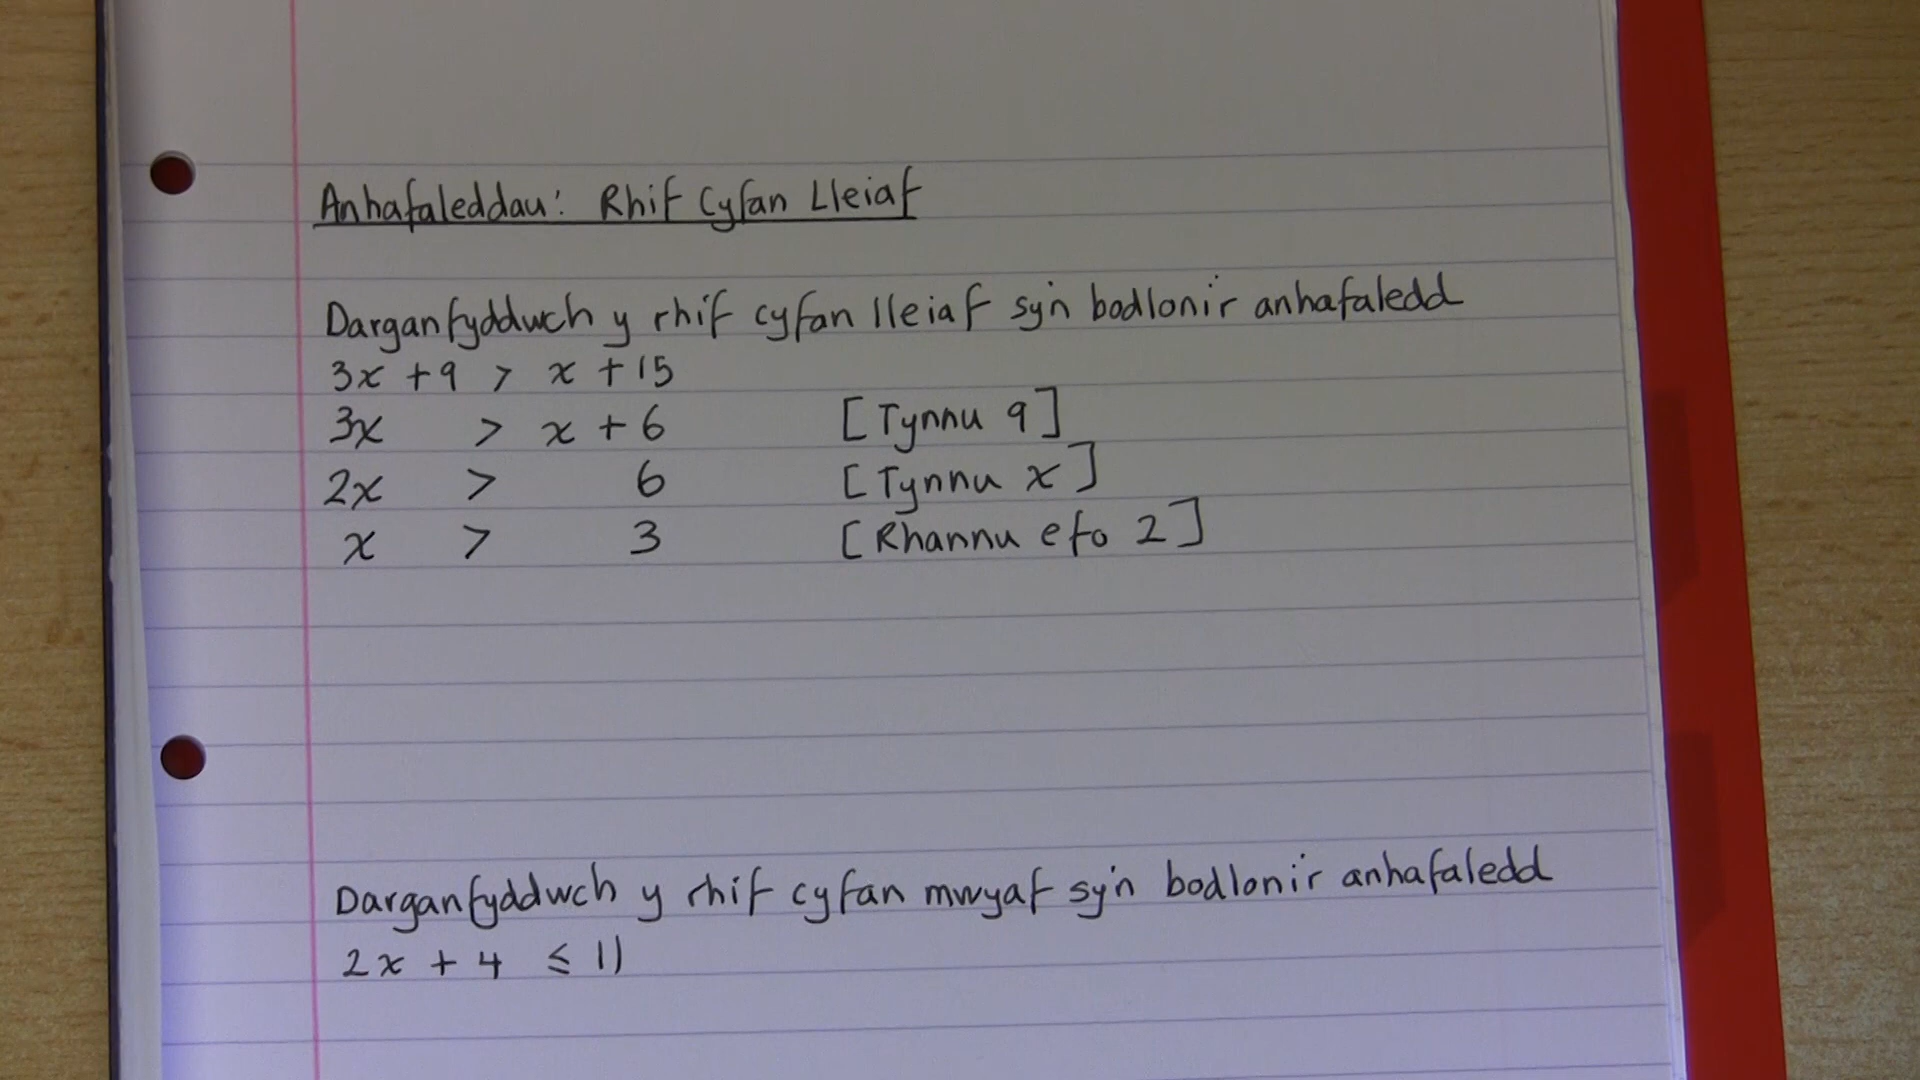 Anhafaleddau: Rhif Cyfan Lleiaf
Darganfyddwch y rhif cyfan lleiaf sy'n bodloni'r anhafaledd
3x + 9 > x + 15
3x > x + 6 [Tynnu 9]
2x > 6 [Tynnu x]
x > 3 [Rhannu efo 2]
Darganfyddwch y rhif cyfan mwyaf sy'n bodloni'r anhafaledd
2x + 4 ≤ 11